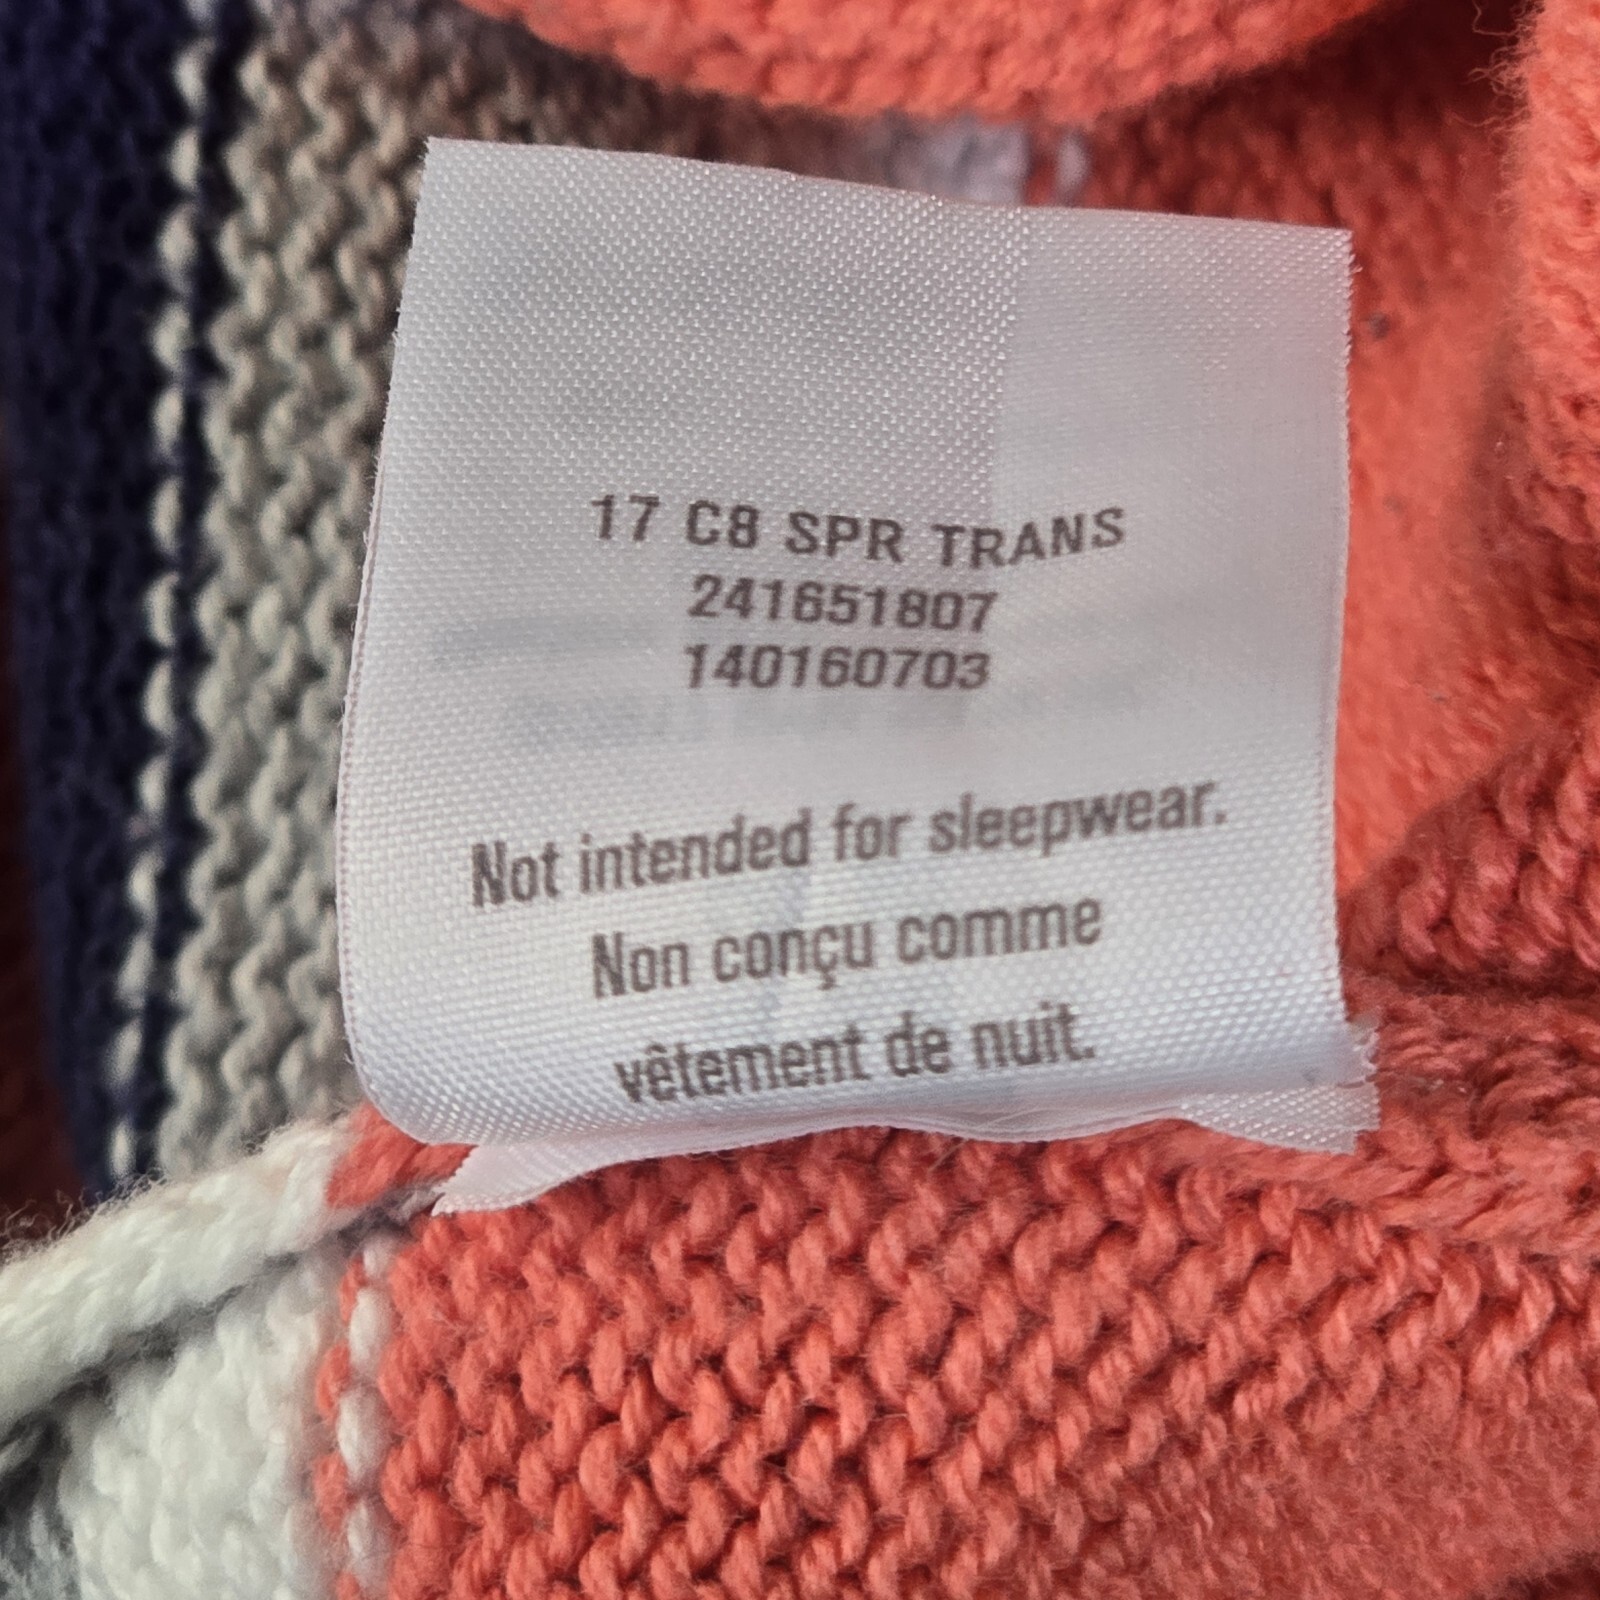 17 C8 SPR TRANS
241651807
140160703
Not intended for sleepwear.
Non conçu comme
vêtement de nuit.